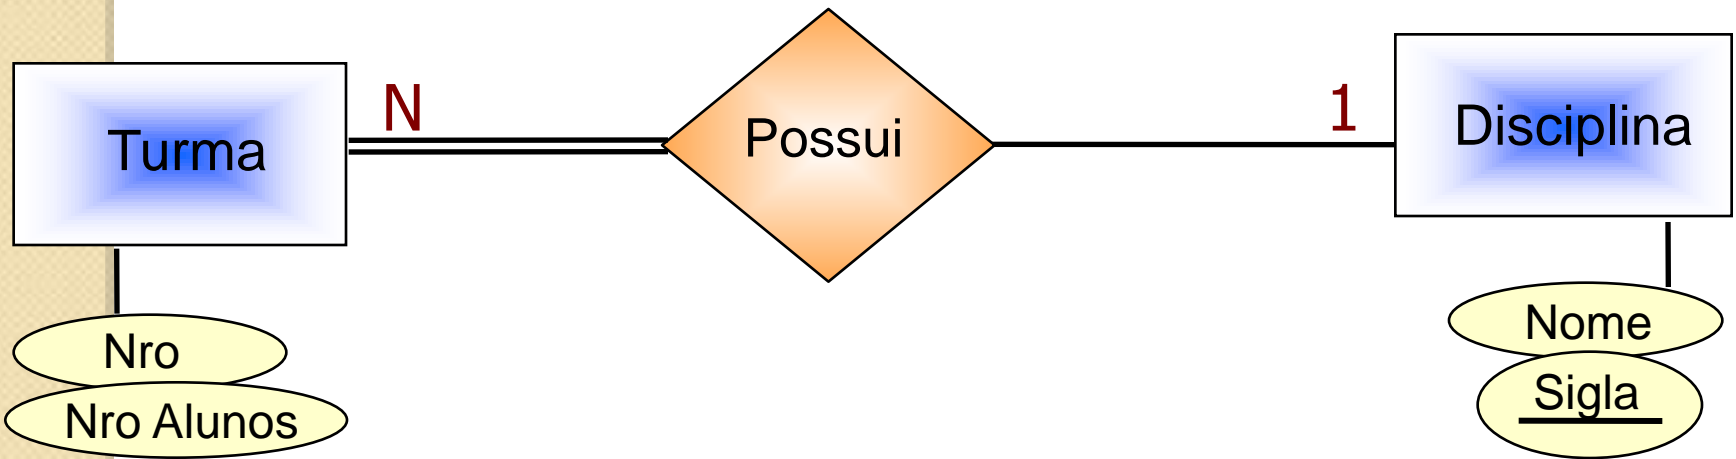 Turma
N
Possui
1
Disciplina
Nro
Nro Alunos
Nome
Sigla